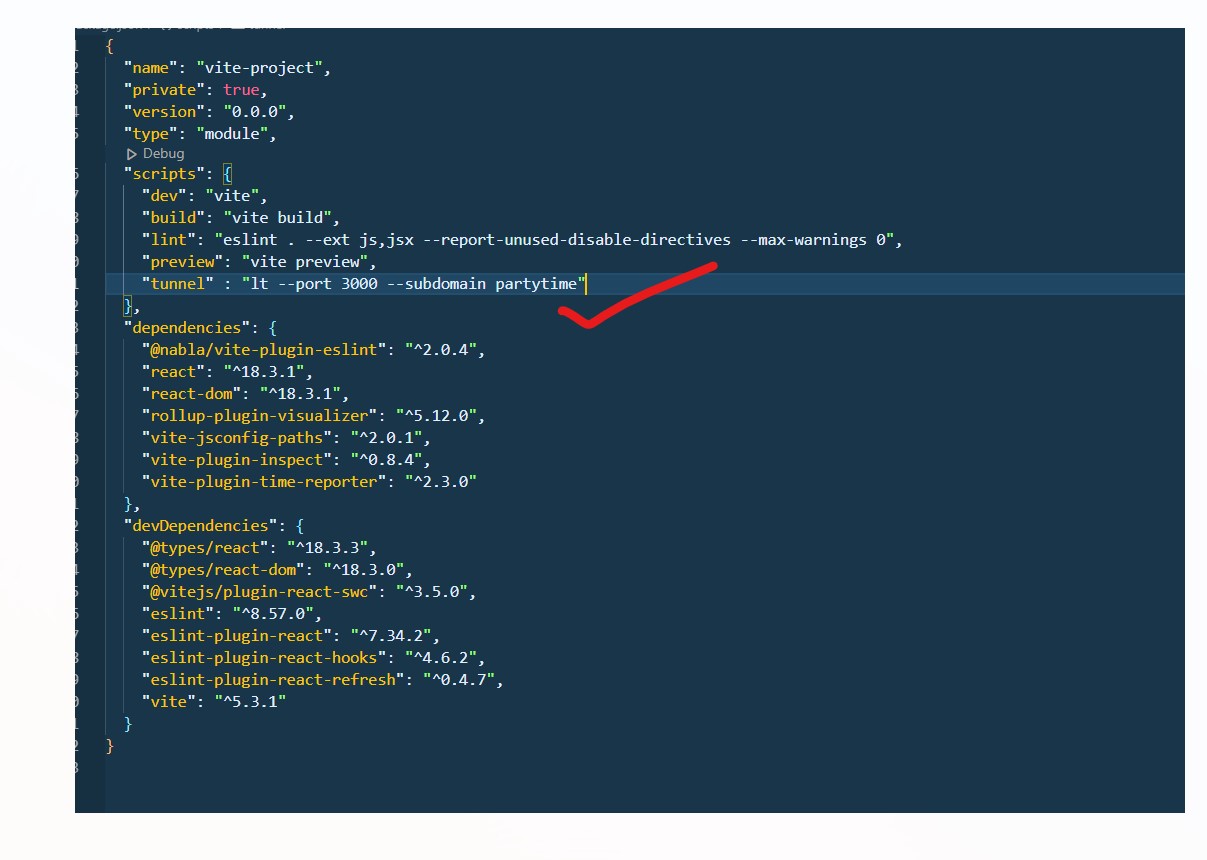 {
"name": "vite-project",
"private": true,
"version": "0.0.0",
"type": "module",
Debug
"scripts": {
"dev": "vite",
"build": "vite build",
"lint": "eslint . --ext js,jsx --report-unused-disable-directives --max-warnings 0",
"preview": "vite preview",
"tunnel" : "lt --port 3000 --subdomain partytime"
},
"dependencies": {
"@nabla/vite-plugin-eslint": "^2.0.4",
"react": "^18.3.1",
"react-dom": "^18.3.1",
"rollup-plugin-visualizer": "^5.12.0",
"vite-jsconfig-paths": "^2.0.1",
"vite-plugin-inspect": "^0.8.4",
"vite-plugin-time-reporter": "^2.3.0"
},
"devDependencies": {
"@types/react": "^18.3.3",
"@types/react-dom": "^18.3.0",
"@vitejs/plugin-react-swc": "^3.5.0",
"eslint": "^8.57.0",
"eslint-plugin-react": "^7.34.2",
"eslint-plugin-react-hooks": "^4.6.2",
"eslint-plugin-react-refresh": "^0.4.7",
"vite": "^5.3.1"
}
}